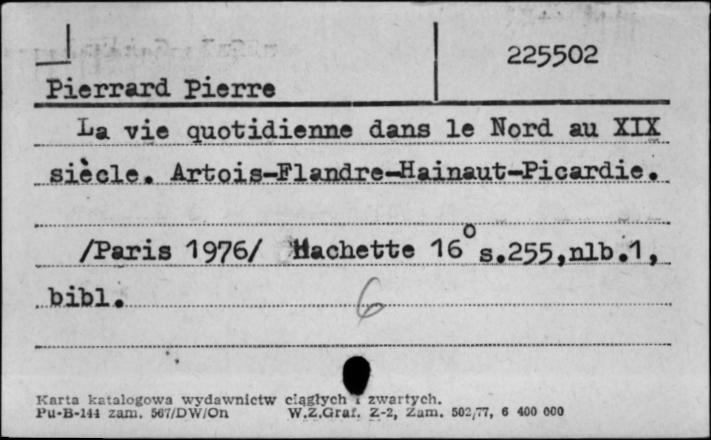 225502
Pierrard Pierre
La vie quotidienne dans le Nord au XIX
siècle. Artois-Flandre-Hainaut-Picardie.
/Paris 1976/ Hachette 16° s.255,nlb.1,
bibl.
6
Karta katalogowa wydawnictw ciągłych i zwartych.
Pu-B-144 zam. 567/DW/On W.Z.Graf. Z-2, Zam. 502/77, 6 400 000